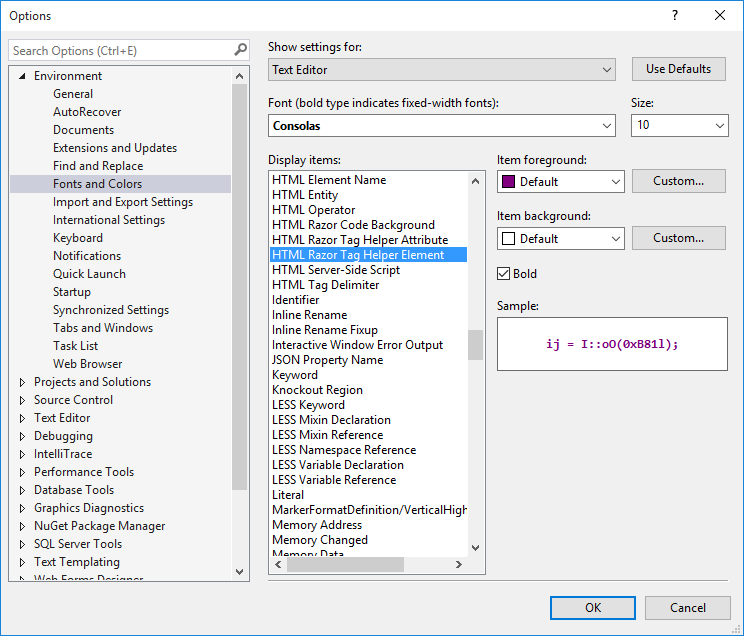 Options
?
Search Options (Ctrl+E)
Environment
General
AutoRecover
Documents
Extensions and Updates
Find and Replace
Fonts and Colors
Import and Export Settings
International Settings
Keyboard
Notifications
Quick Launch
Startup
Synchronized Settings
Tabs and Windows
Task List
Web Browser
Projects and Solutions
Source Control
Text Editor
Debugging
IntelliTrace
Performance Tools
Database Tools
Graphics Diagnostics
NuGet Package Manager
SQL Server Tools
Text Templating
Web Forms Designer
Show settings for:
Text Editor
Use Defaults
Font (bold type indicates fixed-width fonts):
Size:
Consolas
10
Display items:
HTML Element Name
HTML Entity
HTML Operator
HTML Razor Code Background
HTML Razor Tag Helper Attribute
HTML Razor Tag Helper Element
HTML Server-Side Script
HTML Tag Delimiter
Identifier
Inline Rename
Inline Rename Fixup
Interactive Window Error Output
JSON Property Name
Keyword
Knockout Region
LESS Keyword
LESS Mixin Declaration
LESS Mixin Reference
LESS Namespace Reference
LESS Variable Declaration
LESS Variable Reference
Literal
MarkerFormatDefinition/VerticalHigh
Memory Address
Memory Changed
Memory Data
Item foreground:
Default
Custom...
Item background:
Default
Custom...
Bold
Sample:
ij = I::oO(0xB81l);
OK
Cancel